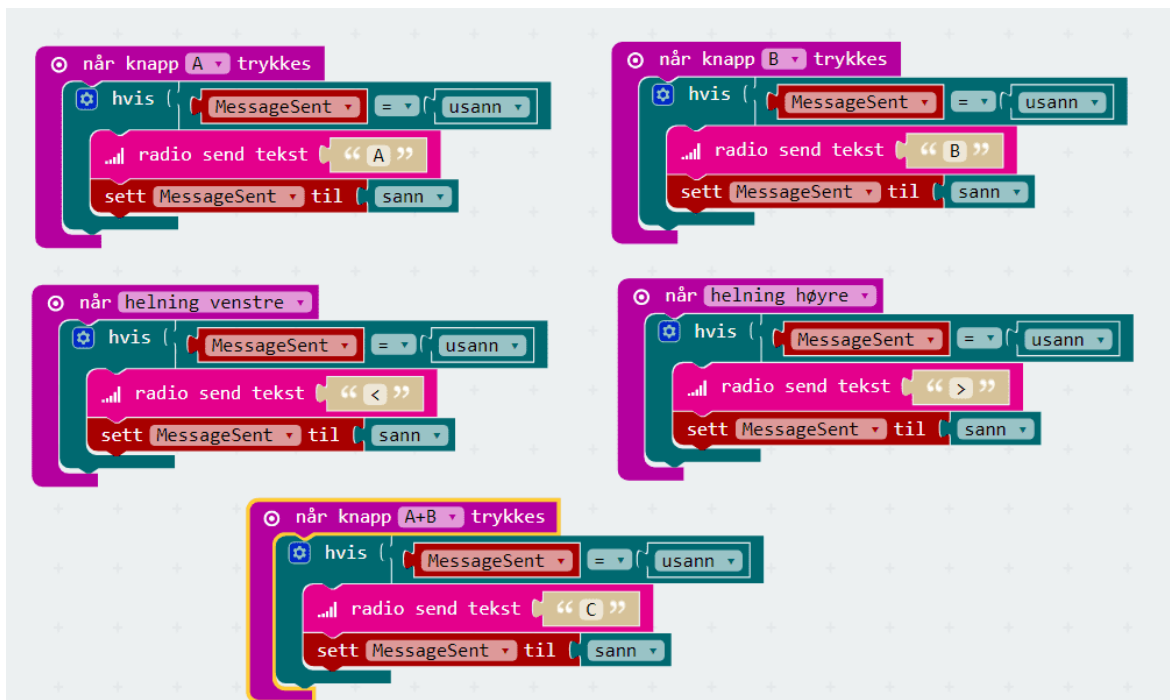 når knapp A trykkes
hvis MessageSent = usann
radio send tekst “ A ”
sett MessageSent til sann
når knapp B trykkes
hvis MessageSent = usann
radio send tekst “ B ”
sett MessageSent til sann
når helning venstre
hvis MessageSent = usann
radio send tekst “ < ”
sett MessageSent til sann
når helning høyre
hvis MessageSent = usann
radio send tekst “ > ”
sett MessageSent til sann
når knapp A+B trykkes
hvis MessageSent = usann
radio send tekst “ C ”
sett MessageSent til sann